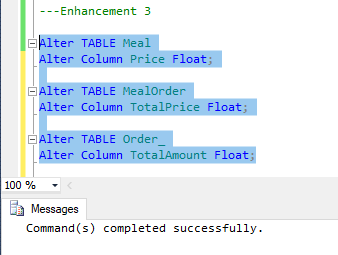 ---Enhancement 3
Alter TABLE Meal
Alter Column Price Float;
Alter TABLE MealOrder
Alter Column TotalPrice Float;
Alter TABLE Order_
Alter Column TotalAmount Float;
100 %
Messages
Command(s) completed successfully.